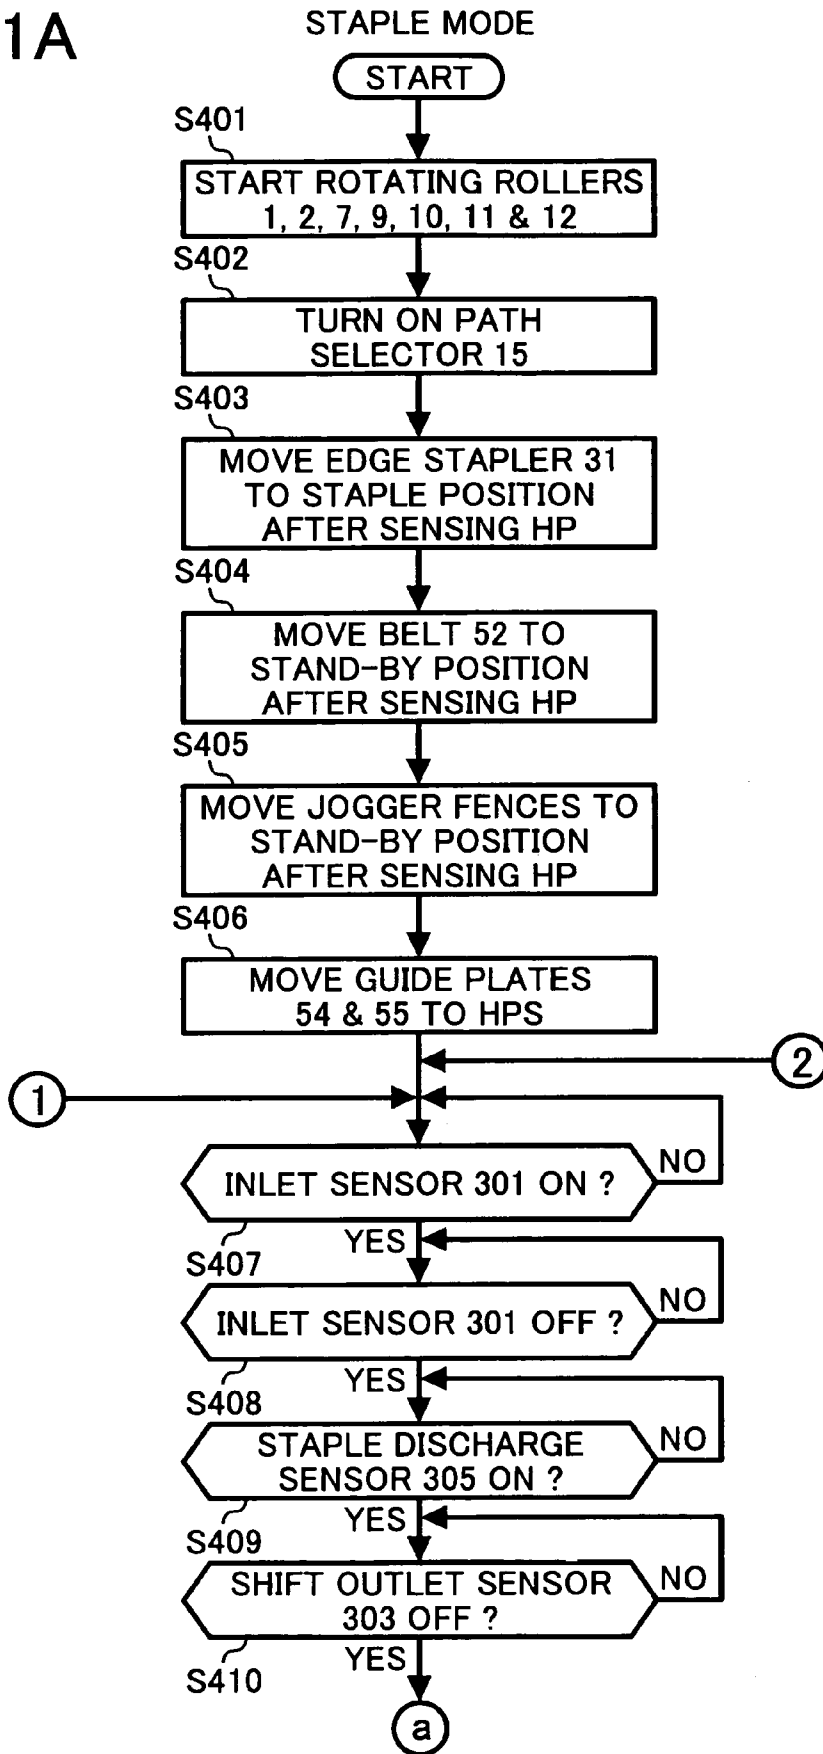 1A
STAPLE MODE
START
S401
START ROTATING ROLLERS
1, 2, 7, 9, 10, 11 & 12
S402
TURN ON PATH
SELECTOR 15
S403
MOVE EDGE STAPLER 31
TO STAPLE POSITION
AFTER SENSING HP
S404
MOVE BELT 52 TO
STAND-BY POSITION
AFTER SENSING HP
S405
MOVE JOGGER FENCES TO
STAND-BY POSITION
AFTER SENSING HP
S406
MOVE GUIDE PLATES
54 & 55 TO HPS
2
1
INLET SENSOR 301 ON ?
NO
YES
S407
INLET SENSOR 301 OFF ?
NO
YES
S408
STAPLE DISCHARGE
SENSOR 305 ON ?
NO
YES
S409
SHIFT OUTLET SENSOR
303 OFF ?
NO
YES
S410
a